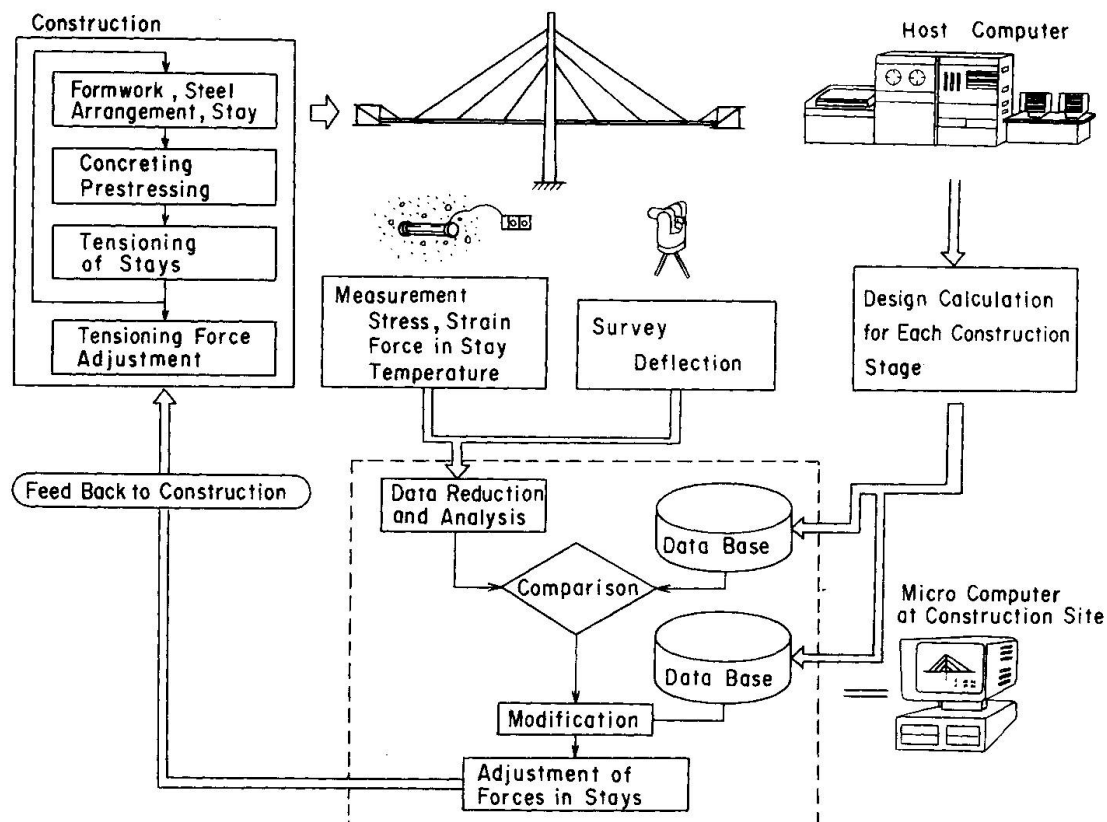 Construction
Formwork, Steel
Arrangement, Stay
Concreting
Prestressing
Tensioning
of Stays
Tensioning Force
Adjustment
Host Computer
Measurement
Stress, Strain
Force in Stay
Temperature
Survey
Deflection
Design Calculation
for Each Construction
Stage
Feed Back to Construction
Data Reduction
and Analysis
Data Base
Comparison
Data Base
Micro Computer
at Construction Site
Modification
Adjustment of
Forces in Stays